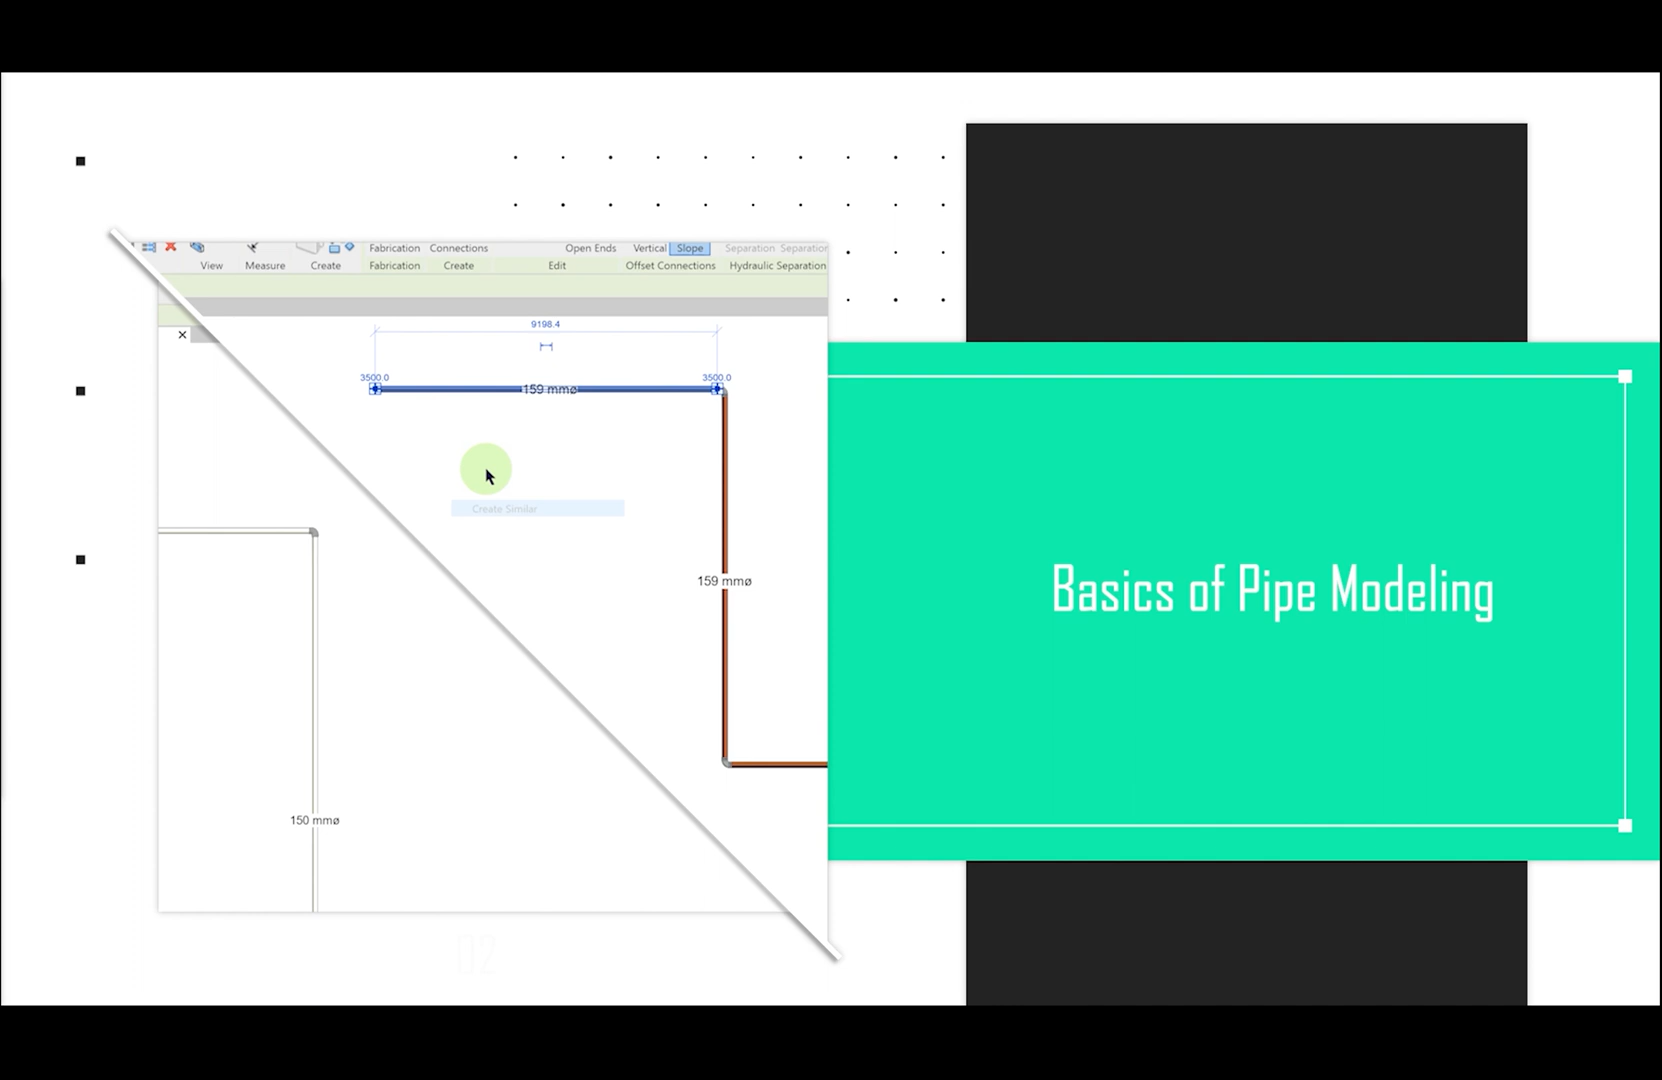 Fabrication Connections Open Ends Vertical Slope Separation Separation
View Measure Create Fabrication Create Edit Offset Connections Hydraulic Separation
9198.4
3500.0 3500.0
159 mmø
Create Similar
159 mmø
Basics of Pipe Modeling
150 mmø
02